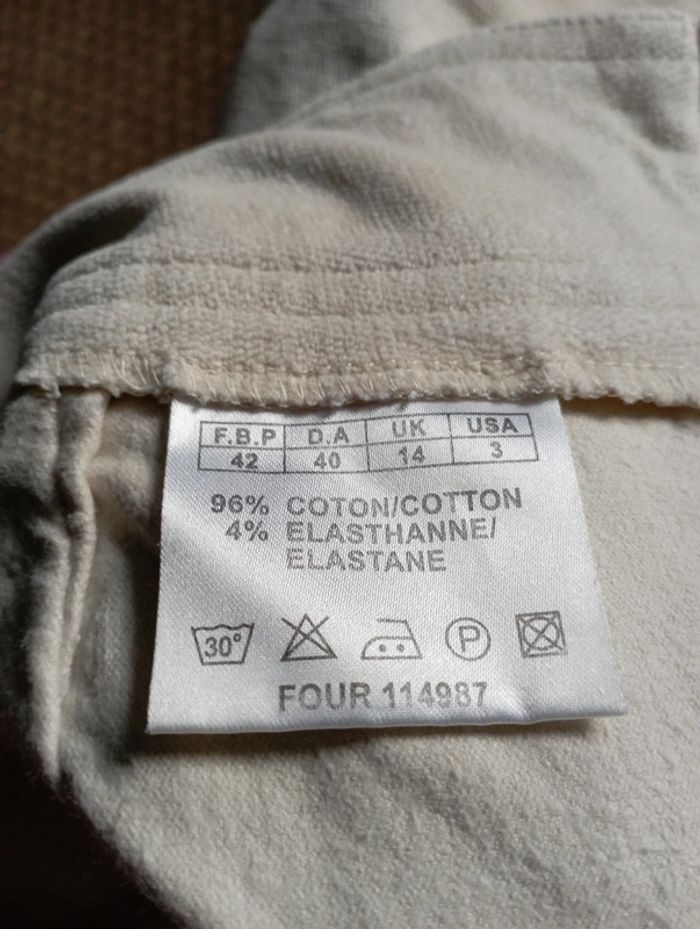 F.B.P D.A UK USA
42 40 14 3
96% COTON/COTTON
4% ELASTHANNE/
ELASTANE
30° P
FOUR 114987